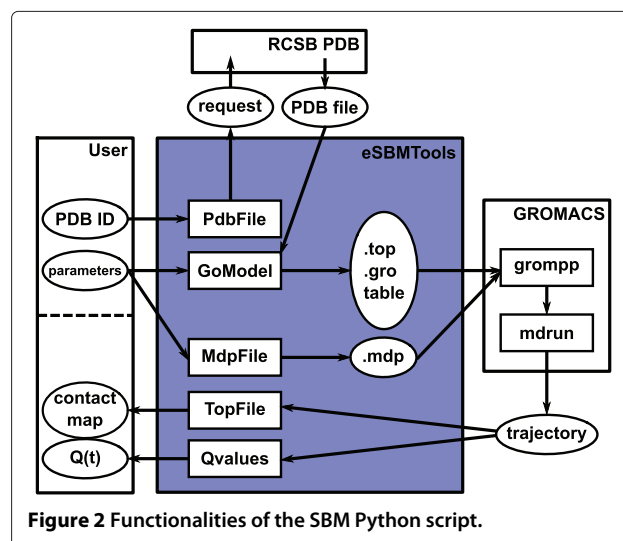 RCSB PDB
request
PDB file
User
eSBMTools
PDB ID
PdbFile
GROMACS
parameters
GoModel
.top
.gro
table
grompp
mdrun
MdpFile
.mdp
contact
map
TopFile
trajectory
Q(t)
Qvalues
Figure 2 Functionalities of the SBM Python script.